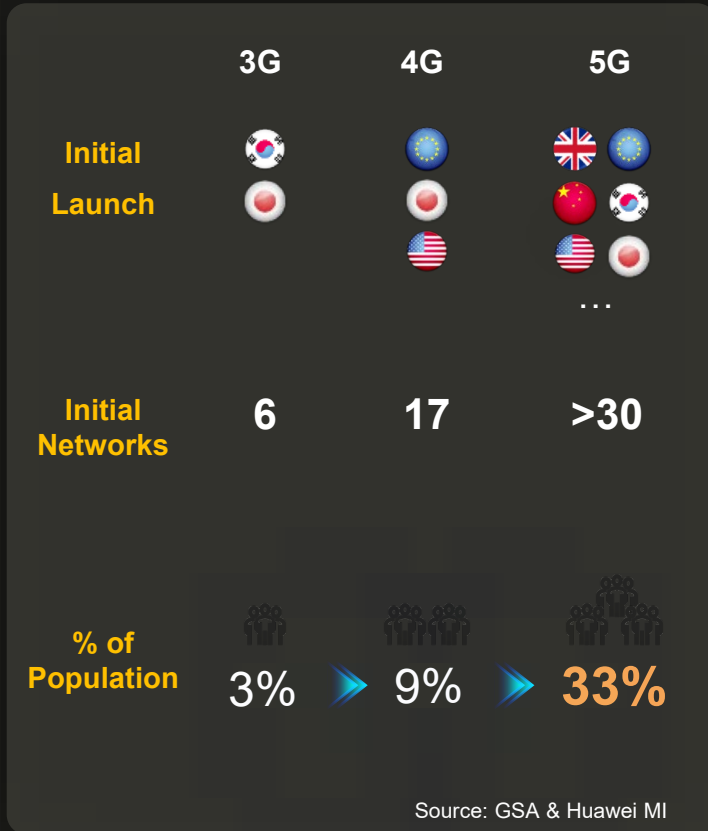 3G 4G 5G
Initial
Launch
...
Initial
Networks
6 17 >30
% of
Population
3% 9% 33%
Source: GSA & Huawei MI